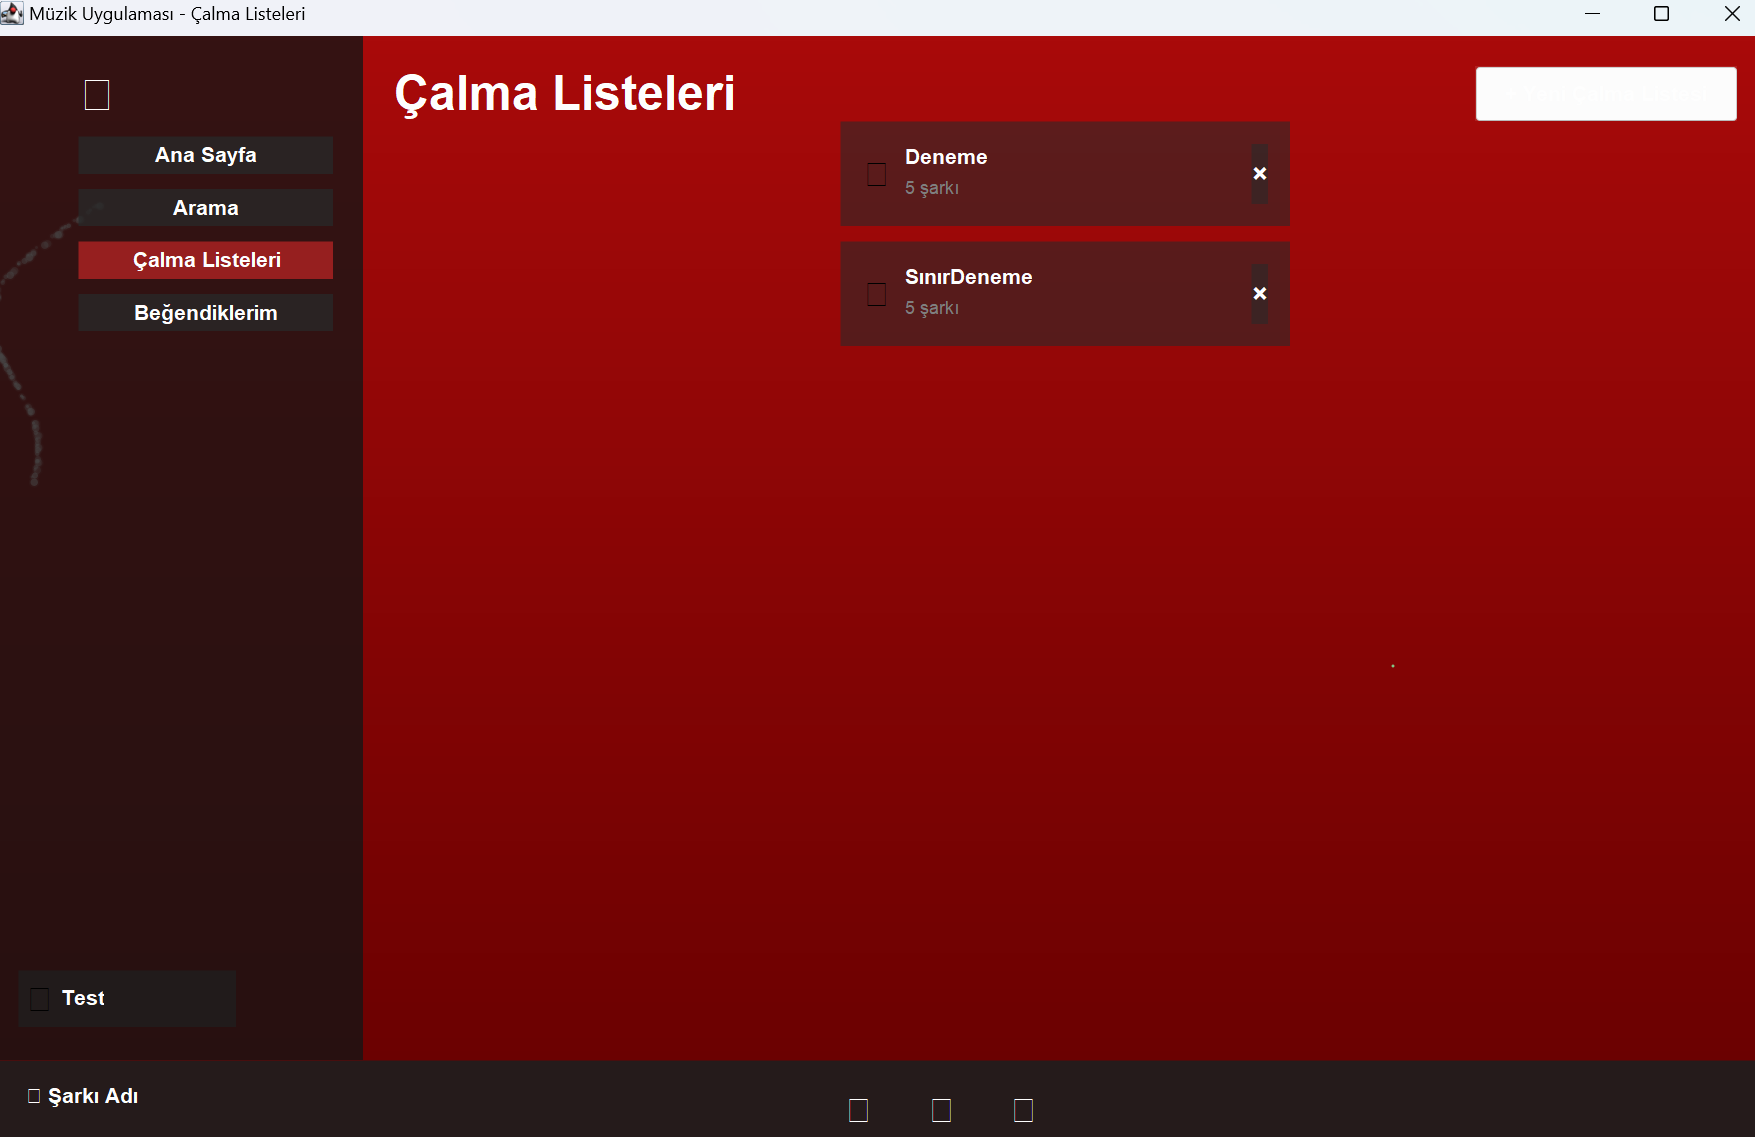 Müzik Uygulaması - Çalma Listeleri
Çalma Listeleri
Ana Sayfa
Arama
Çalma Listeleri
Beğendiklerim
Deneme
5 şarkı
×
SınırDeneme
5 şarkı
×
Test
Şarkı Adı